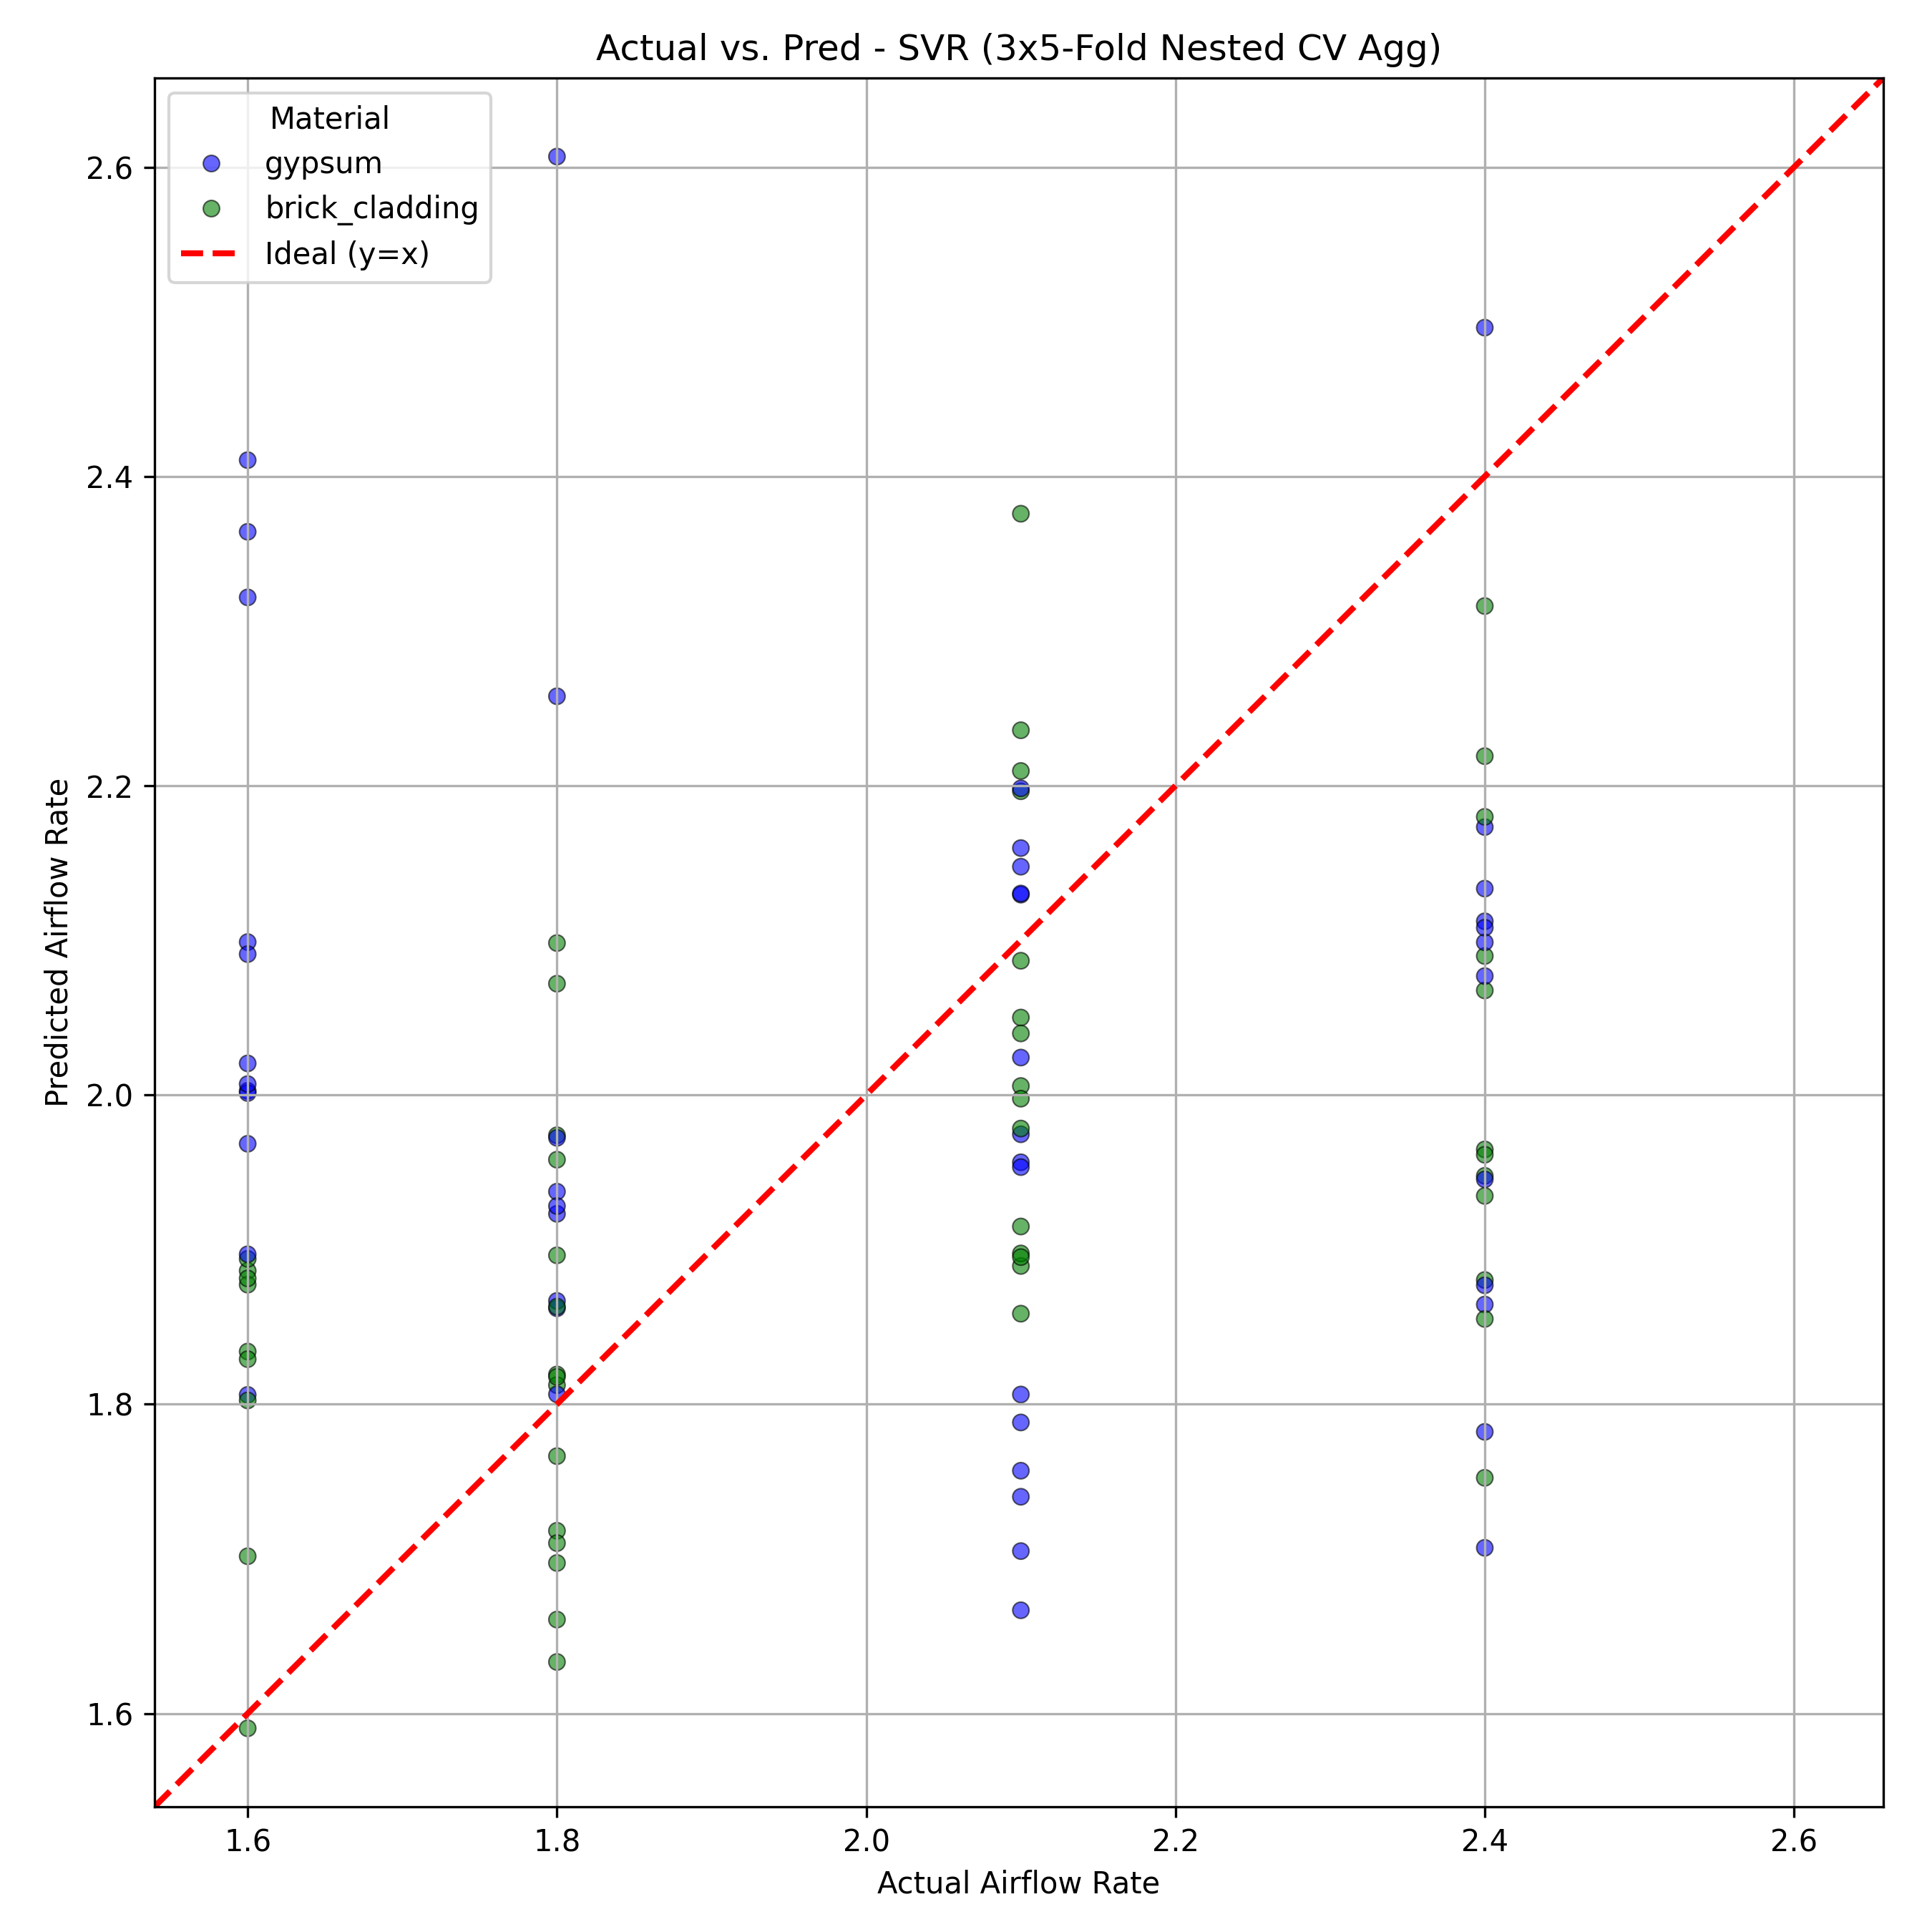 Actual vs. Pred - SVR (3x5-Fold Nested CV Agg)
Material
gypsum
brick_cladding
Ideal (y=x)
Predicted Airflow Rate
2.6
2.4
2.2
2.0
1.8
1.6
1.6 1.8 2.0 2.2 2.4 2.6
Actual Airflow Rate